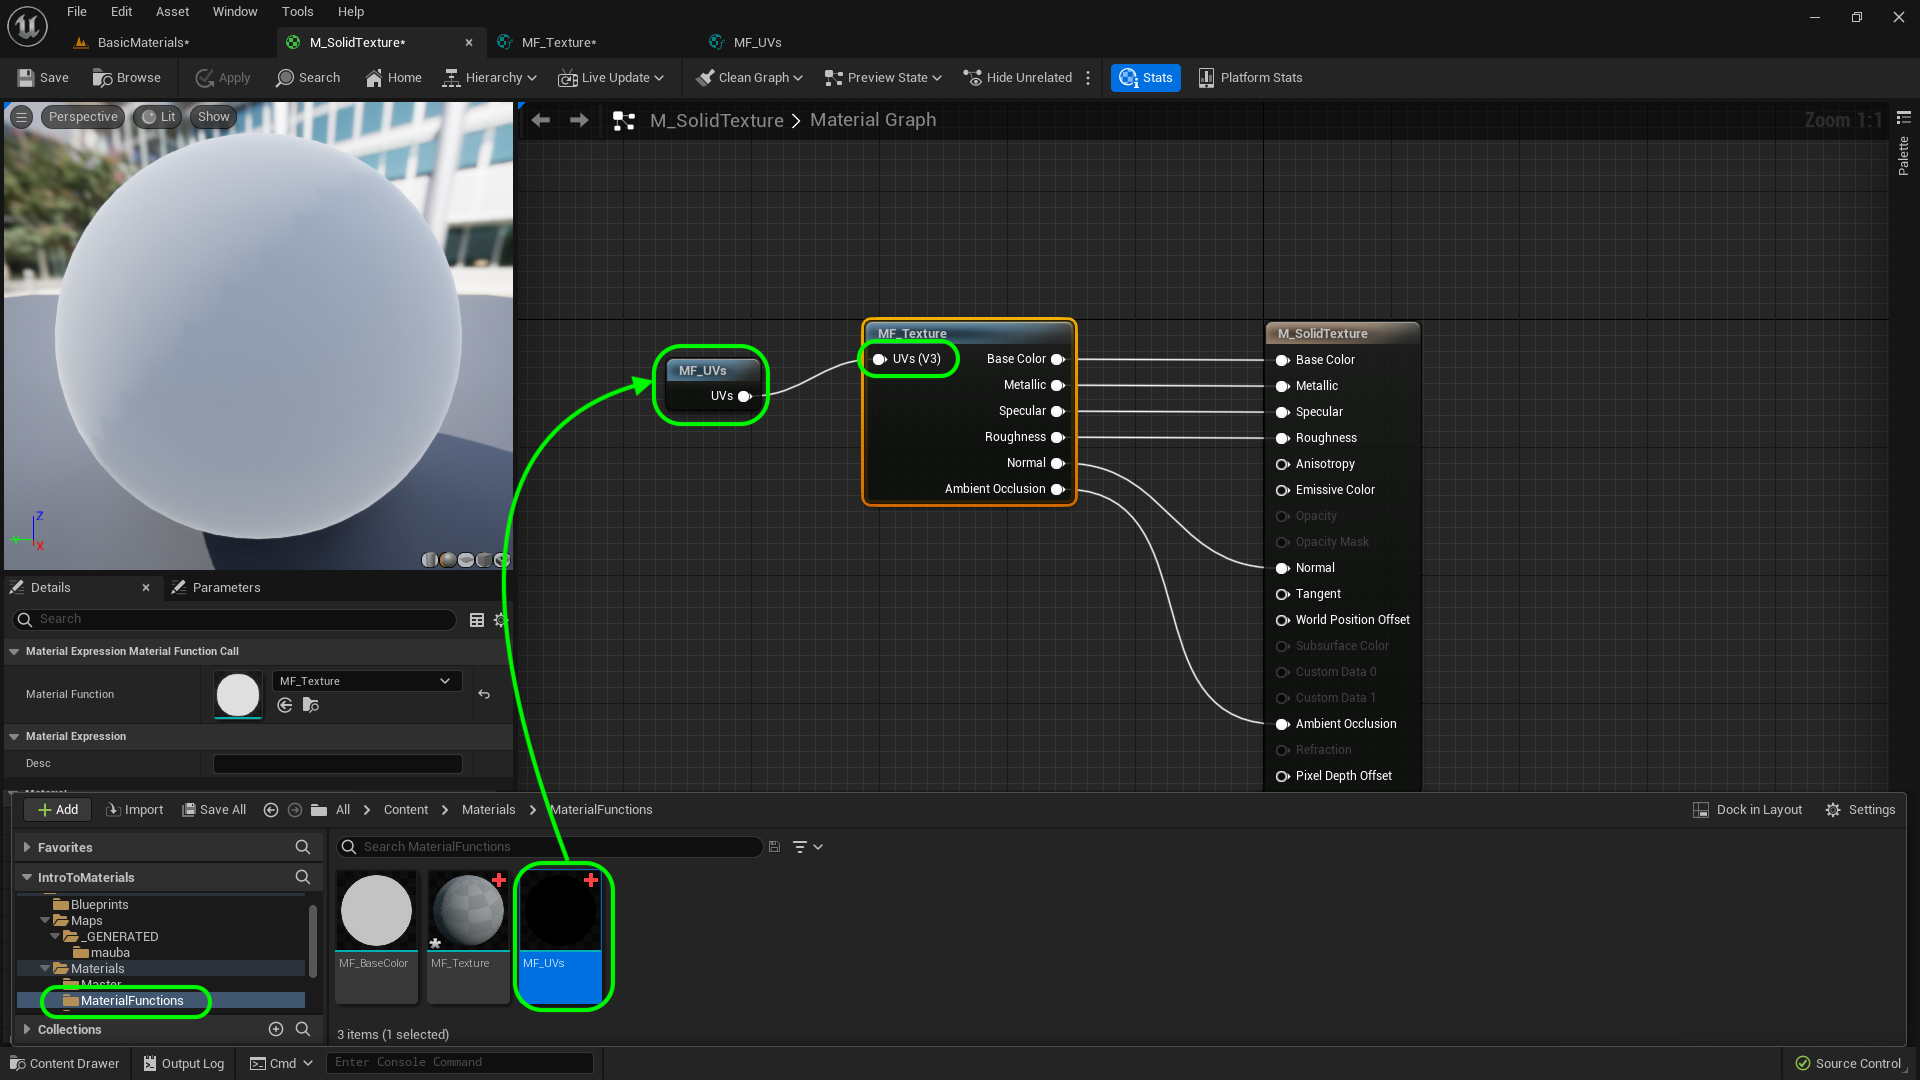 File Edit Asset Window Tools Help
BasicMaterials* M_SolidTexture* MF_Texture* MF_UVs
Save Browse Apply Search Home Hierarchy Live Update Clean Graph Preview State Hide Unrelated Stats Platform Stats
Perspective Lit Show
M_SolidTexture > Material Graph
Zoom 1:1
Palette
MF_UVs
UVs
MF_Texture
UVs (V3) Base Color
Metallic
Specular
Roughness
Normal
Ambient Occlusion
M_SolidTexture
Base Color
Metallic
Specular
Roughness
Anisotropy
Emissive Color
Opacity
Opacity Mask
Normal
Tangent
World Position Offset
Subsurface Color
Custom Data 0
Custom Data 1
Ambient Occlusion
Refraction
Pixel Depth Offset
Z
Y
X
Details Parameters
Search
Material Expression Material Function Call
Material Function MF_Texture
Material Expression
Desc
Add Import Save All All > Content > Materials > MaterialFunctions Dock in Layout Settings
Favorites
Search MaterialFunctions
IntroToMaterials
Blueprints
Maps
_GENERATED
mauba
Materials
Master
MaterialFunctions
Collections
MF_BaseColor MF_Texture MF_UVs
3 items (1 selected)
Content Drawer Output Log Cmd Enter Console Command Source Control